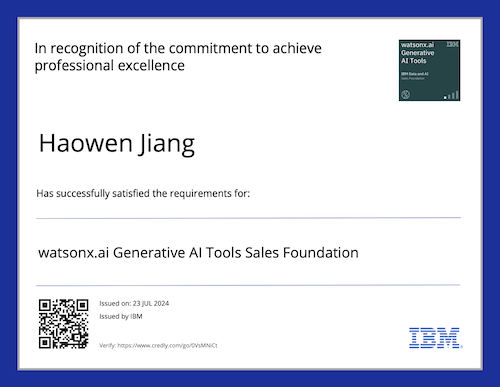 In recognition of the commitment to achieve
professional excellence
watsonx.ai
Generative
AI Tools
IBM
IBM Data and AI
Sales Foundation
Haowen Jiang
Has successfully satisfied the requirements for:
watsonx.ai Generative AI Tools Sales Foundation
Issued on: 23 JUL 2024
Issued by IBM
Verify: https://www.credly.com/go/0VsMNiCt
IBM